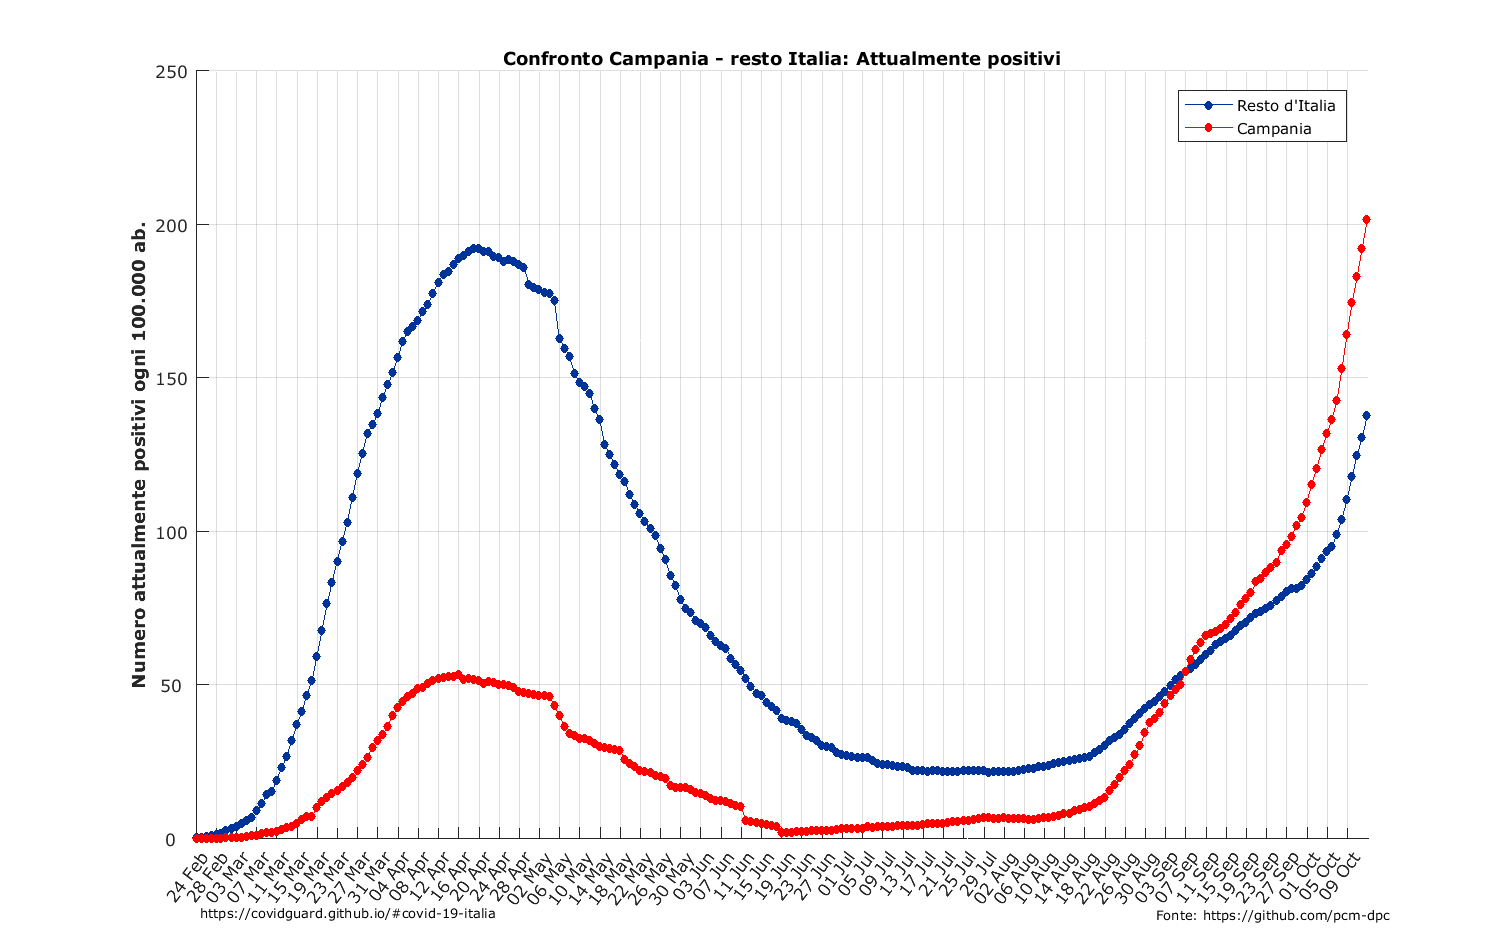 Confronto Campania - resto Italia: Attualmente positivi
Resto d'Italia
Campania
Numero attualmente positivi ogni 100.000 ab.
250
200
150
100
50
0
24 Feb
28 Feb
03 Mar
07 Mar
11 Mar
15 Mar
19 Mar
23 Mar
27 Mar
31 Mar
04 Apr
08 Apr
12 Apr
16 Apr
20 Apr
24 Apr
28 Apr
02 May
06 May
10 May
14 May
18 May
22 May
26 May
30 May
03 Jun
07 Jun
11 Jun
15 Jun
19 Jun
23 Jun
27 Jun
01 Jul
05 Jul
09 Jul
13 Jul
17 Jul
21 Jul
25 Jul
29 Jul
02 Aug
06 Aug
10 Aug
14 Aug
18 Aug
22 Aug
26 Aug
30 Aug
03 Sep
07 Sep
11 Sep
15 Sep
19 Sep
23 Sep
27 Sep
01 Oct
05 Oct
09 Oct
https://covidguard.github.io/#covid-19-italia
Fonte: https://github.com/pcm-dpc